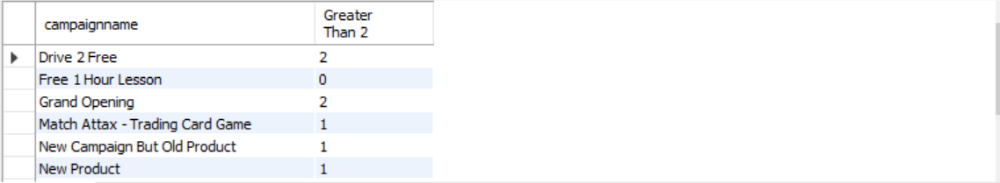 campaignname Greater Than 2
Drive 2 Free 2
Free 1 Hour Lesson 0
Grand Opening 2
Match Attax - Trading Card Game 1
New Campaign But Old Product 1
New Product 1